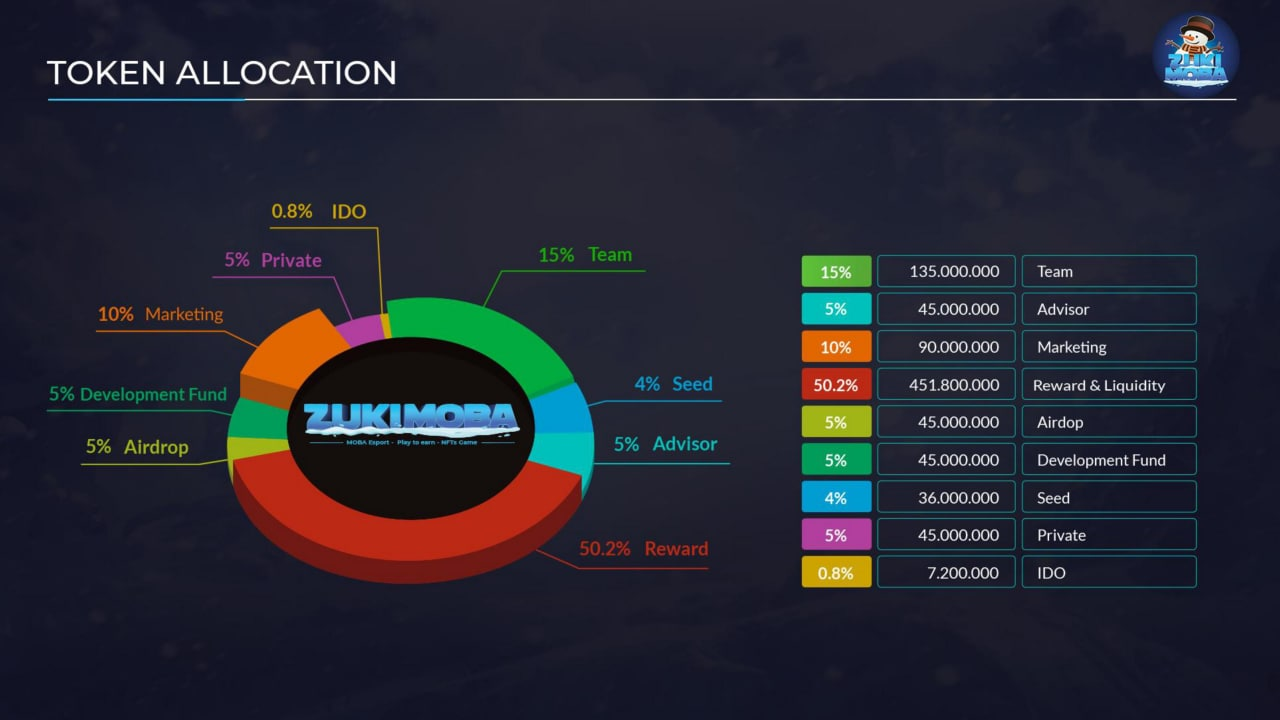 TOKEN ALLOCATION
ZUKI
MOBA
0.8% IDO
5% Private
15% Team
10% Marketing
5% Development Fund
4% Seed
5% Airdrop
5% Advisor
50.2% Reward
ZUKIMOBA
MOBA Esport - Play to earn - NFTs Game
15% 135.000.000 Team
5% 45.000.000 Advisor
10% 90.000.000 Marketing
50.2% 451.800.000 Reward & Liquidity
5% 45.000.000 Airdop
5% 45.000.000 Development Fund
4% 36.000.000 Seed
5% 45.000.000 Private
0.8% 7.200.000 IDO